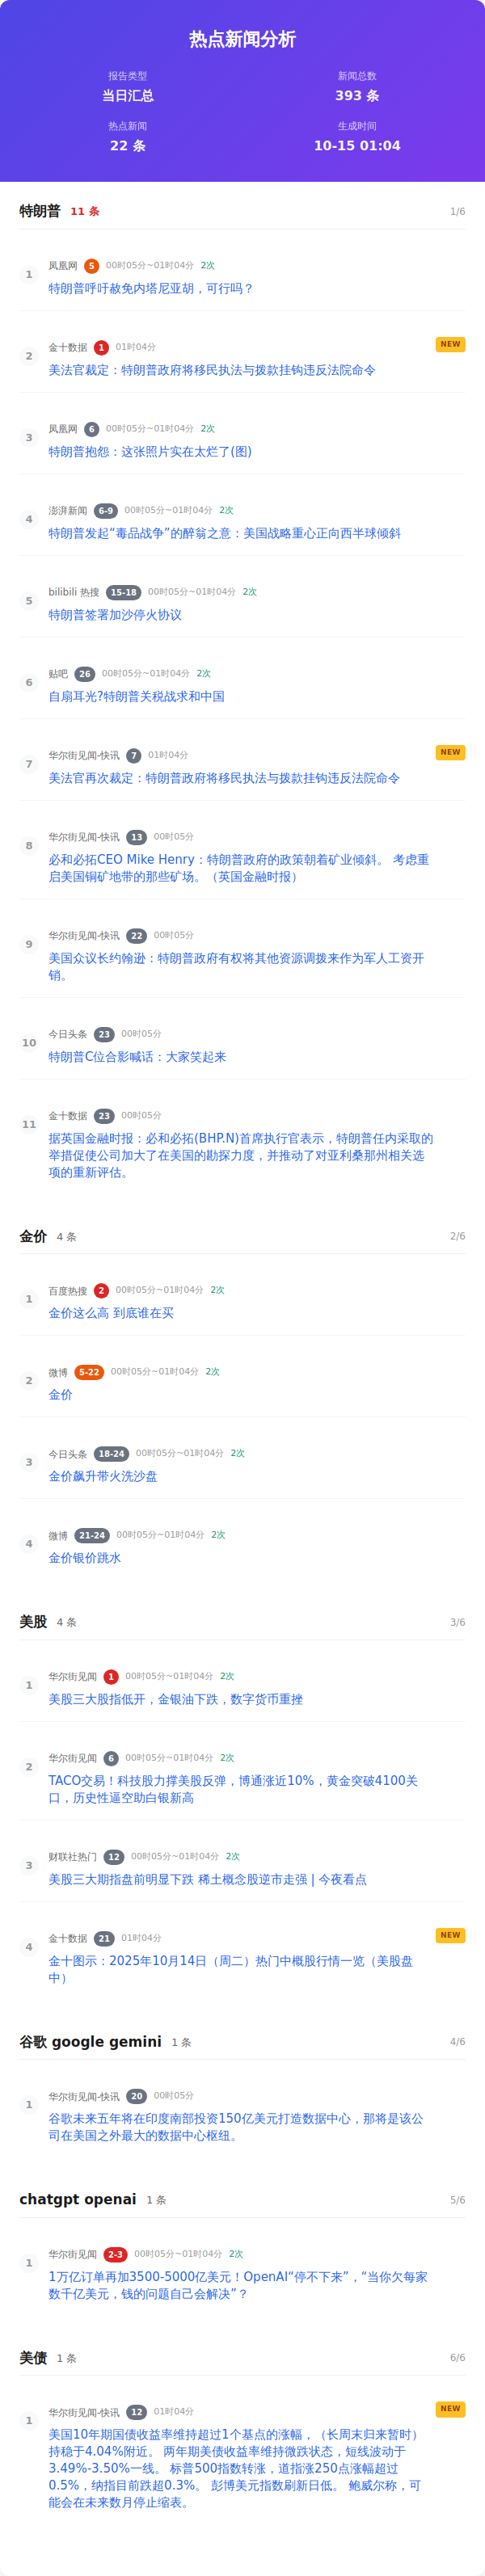 热点新闻分析
报告类型
新闻总数
当日汇总
393 条
热点新闻
生成时间
22 条
10-15 01:04
特朗普 11 条 1/6
1
凤凰网 5 00时05分~01时04分 2次
特朗普呼吁赦免内塔尼亚胡，可行吗？
2
金十数据 1 01时04分 NEW
美法官裁定：特朗普政府将移民执法与拨款挂钩违反法院命令
3
凤凰网 6 00时05分~01时04分 2次
特朗普抱怨：这张照片实在太烂了(图)
4
澎湃新闻 6-9 00时05分~01时04分 2次
特朗普发起“毒品战争”的醉翁之意：美国战略重心正向西半球倾斜
5
bilibili 热搜 15-18 00时05分~01时04分 2次
特朗普签署加沙停火协议
6
贴吧 26 00时05分~01时04分 2次
自扇耳光?特朗普关税战求和中国
7
华尔街见闻-快讯 7 01时04分 NEW
美法官再次裁定：特朗普政府将移民执法与拨款挂钩违反法院命令
8
华尔街见闻-快讯 13 00时05分
必和必拓CEO Mike Henry：特朗普政府的政策朝着矿业倾斜。 考虑重
启美国铜矿地带的那些矿场。（英国金融时报）
9
华尔街见闻-快讯 22 00时05分
美国众议长约翰逊：特朗普政府有权将其他资源调拨来作为军人工资开
销。
10
今日头条 23 00时05分
特朗普C位合影喊话：大家笑起来
11
金十数据 23 00时05分
据英国金融时报：必和必拓(BHP.N)首席执行官表示，特朗普任内采取的
举措促使公司加大了在美国的勘探力度，并推动了对亚利桑那州相关选
项的重新评估。
金价 4 条 2/6
1
百度热搜 2 00时05分~01时04分 2次
金价这么高 到底谁在买
2
微博 5-22 00时05分~01时04分 2次
金价
3
今日头条 18-24 00时05分~01时04分 2次
金价飙升带火洗沙盘
4
微博 21-24 00时05分~01时04分 2次
金价银价跳水
美股 4 条 3/6
1
华尔街见闻 1 00时05分~01时04分 2次
美股三大股指低开，金银油下跌，数字货币重挫
2
华尔街见闻 6 00时05分~01时04分 2次
TACO交易！科技股力撑美股反弹，博通涨近10%，黄金突破4100关
口，历史性逼空助白银新高
3
财联社热门 12 00时05分~01时04分 2次
美股三大期指盘前明显下跌 稀土概念股逆市走强 | 今夜看点
4
金十数据 21 01时04分 NEW
金十图示：2025年10月14日（周二）热门中概股行情一览（美股盘
中）
谷歌 google gemini 1 条 4/6
1
华尔街见闻-快讯 20 00时05分
谷歌未来五年将在印度南部投资150亿美元打造数据中心，那将是该公
司在美国之外最大的数据中心枢纽。
chatgpt openai 1 条 5/6
1
华尔街见闻 2-3 00时05分~01时04分 2次
1万亿订单再加3500-5000亿美元！OpenAI“停不下来”，“当你欠每家
数千亿美元，钱的问题自己会解决”？
美债 1 条 6/6
1
华尔街见闻-快讯 12 01时04分 NEW
美国10年期国债收益率维持超过1个基点的涨幅，（长周末归来暂时）
持稳于4.04%附近。 两年期美债收益率维持微跌状态，短线波动于
3.49%-3.50%一线。 标普500指数转涨，道指涨250点涨幅超过
0.5%，纳指目前跌超0.3%。 彭博美元指数刷新日低。 鲍威尔称，可
能会在未来数月停止缩表。